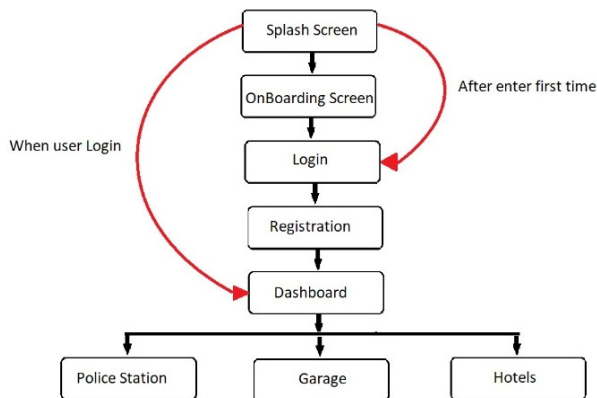 Splash Screen
OnBoarding Screen
After enter first time
When user Login
Login
Registration
Dashboard
Police Station
Garage
Hotels